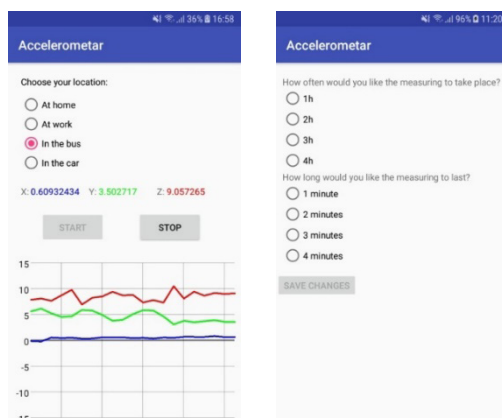 36% 16:58
Accelerometar
Choose your location:
At home
At work
In the bus
In the car
X: 0.60932434 Y: 3.502717 Z: 9.057265
START STOP
15
10
5
0
-5
-10
96% 11:20
Accelerometar
How often would you like the measuring to take place?
1h
2h
3h
4h
How long would you like the measuring to last?
1 minute
2 minutes
3 minutes
4 minutes
SAVE CHANGES